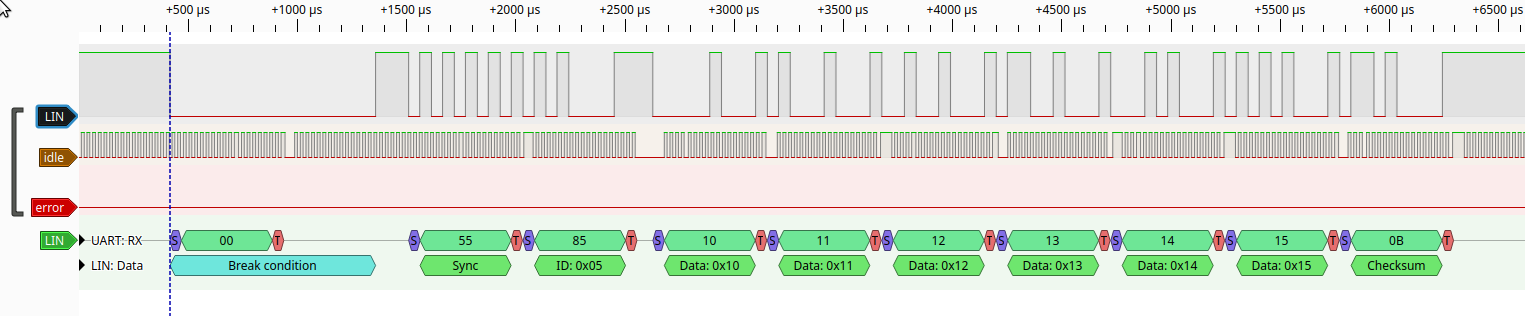 +500 µs +1000 µs +1500 µs +2000 µs +2500 µs +3000 µs +3500 µs +4000 µs +4500 µs +5000 µs +5500 µs +6000 µs +6500 µs
LIN
idle
error
LIN UART: RX S 00 T S 55 T S 85 T S 10 T S 11 T S 12 T S 13 T S 14 T S 15 T S 0B T
LIN: Data Break condition Sync ID: 0x05 Data: 0x10 Data: 0x11 Data: 0x12 Data: 0x13 Data: 0x14 Data: 0x15 Checksum